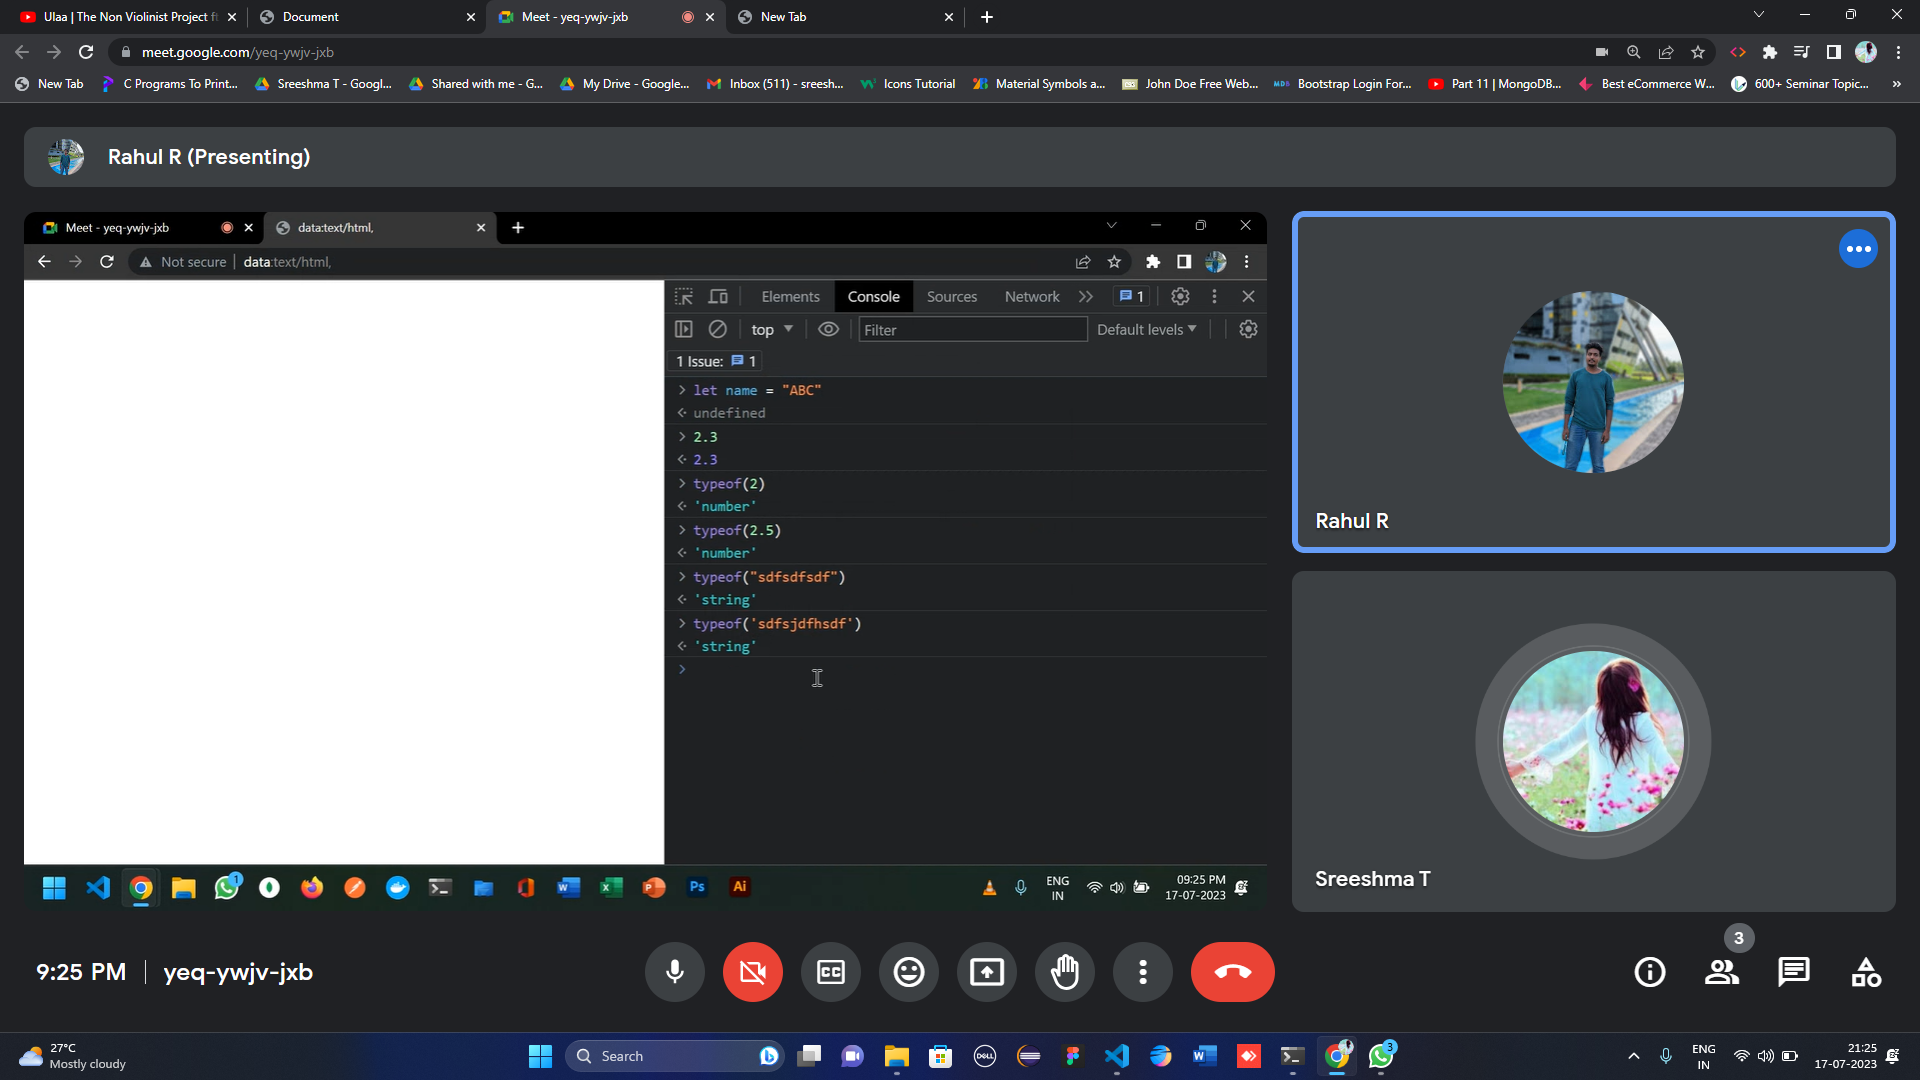 Ulaa | The Non Violinist Project ft
Document
Meet - yeq-ywjv-jxb
New Tab
meet.google.com/yeq-ywjv-jxb
New Tab
C Programs To Print...
Sreeshma T - Googl...
Shared with me - G...
My Drive - Google...
Inbox (511) - sreesh...
Icons Tutorial
Material Symbols a...
John Doe Free Web...
Bootstrap Login For...
Part 11 | MongoDB...
Best eCommerce W...
600+ Seminar Topic...
»
Rahul R (Presenting)
Meet - yeq-ywjv-jxb
data:text/html,
Not secure
data:text/html,
Elements
Console
Sources
Network
1
top
Filter
Default levels
1 Issue: 1
let name = "ABC"
undefined
2.3
2.3
typeof(2)
'number'
typeof(2.5)
'number'
typeof("sdfsdfsdf")
'string'
typeof('sdfsjdfhsdf')
'string'
Rahul R
Sreeshma T
1
Ps
Ai
ENG
IN
09:25 PM
17-07-2023
9:25 PM
yeq-ywjv-jxb
CC
3
27°C
Mostly cloudy
Search
DELL
3
ENG
IN
21:25
17-07-2023